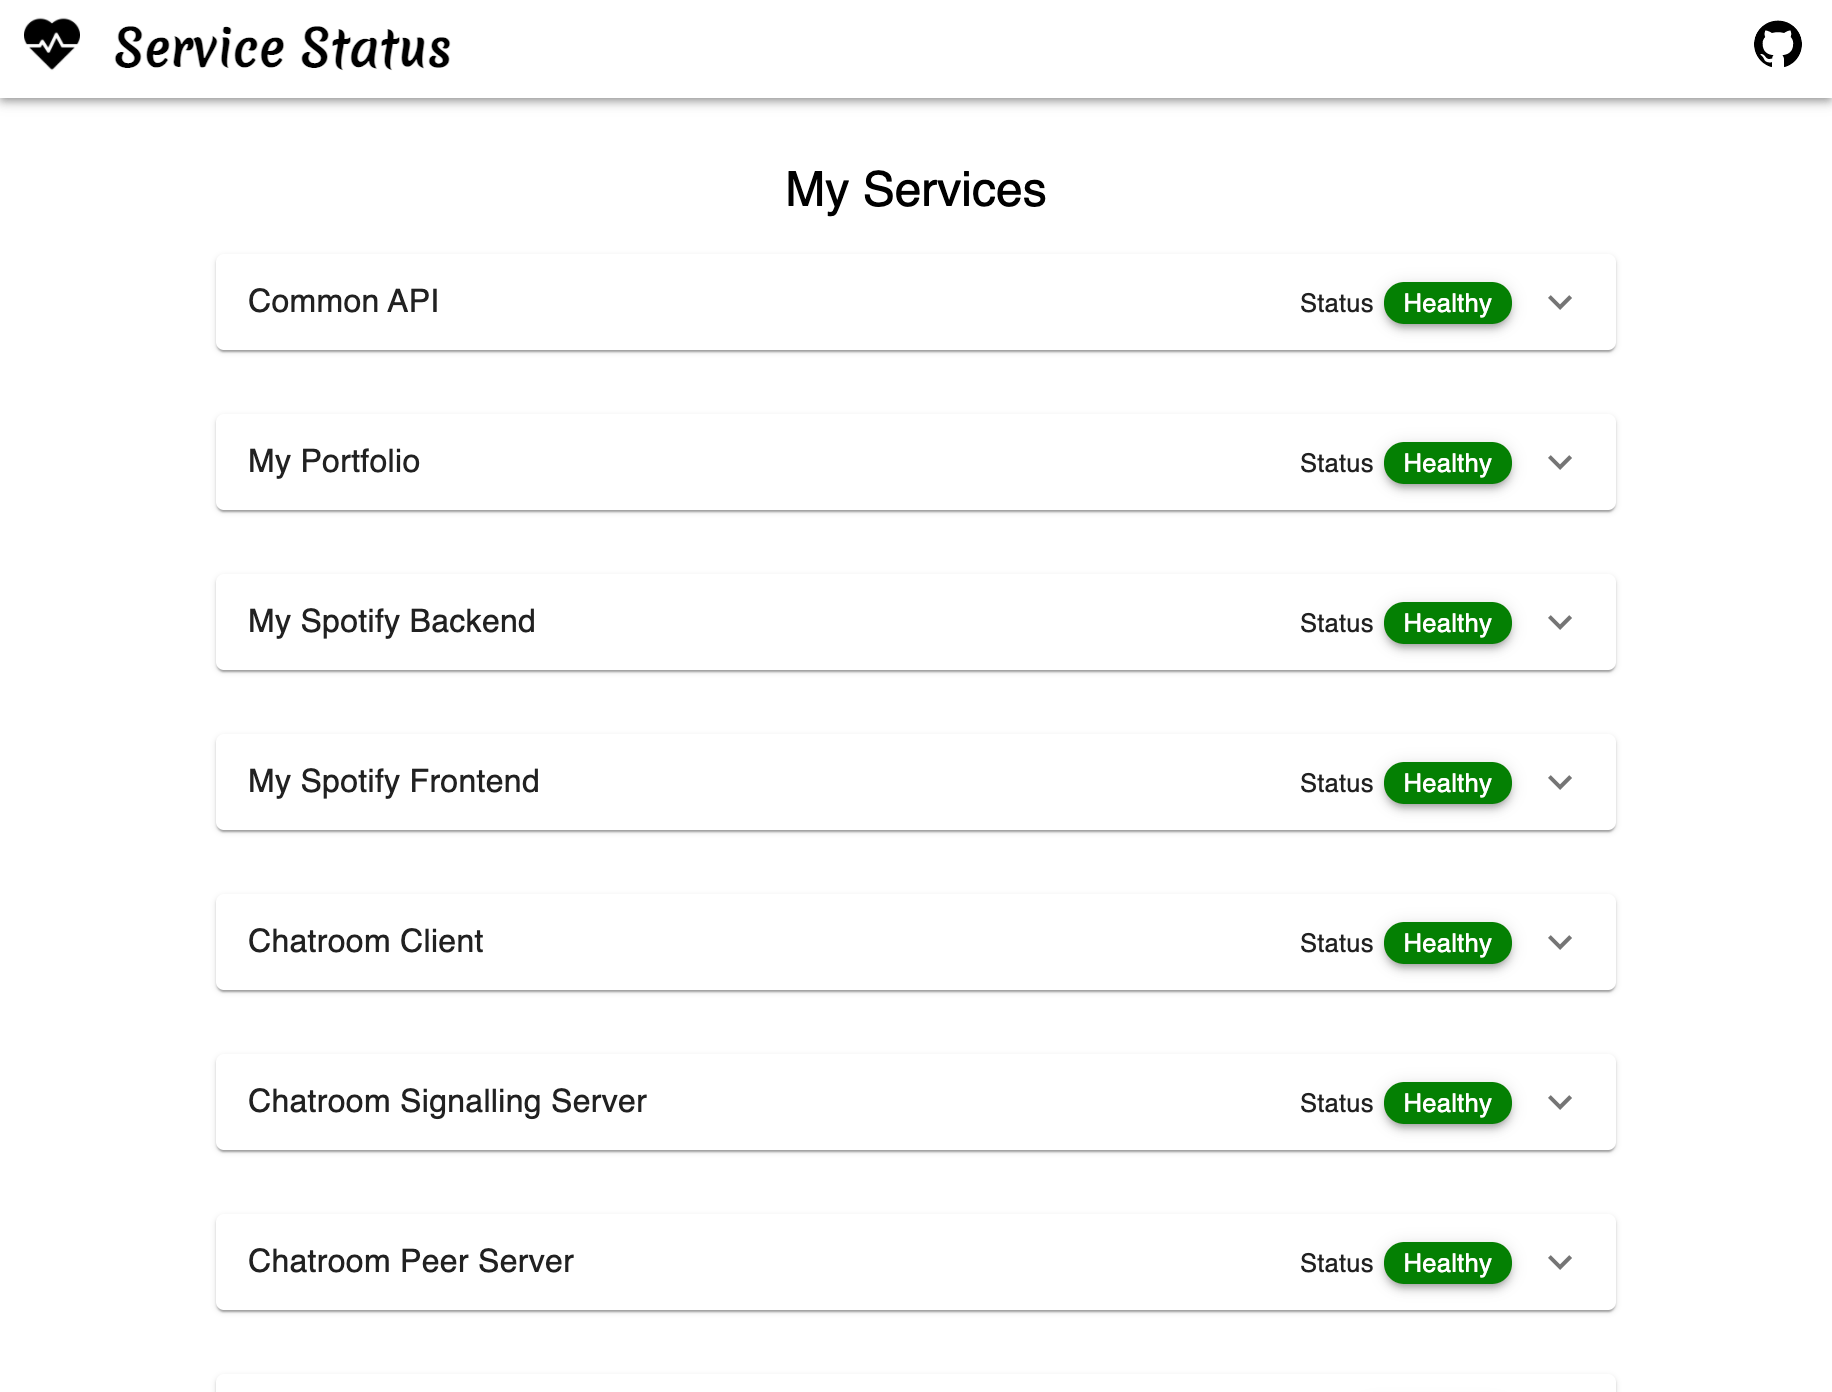 Service Status
My Services
Common API Status Healthy
My Portfolio Status Healthy
My Spotify Backend Status Healthy
My Spotify Frontend Status Healthy
Chatroom Client Status Healthy
Chatroom Signalling Server Status Healthy
Chatroom Peer Server Status Healthy